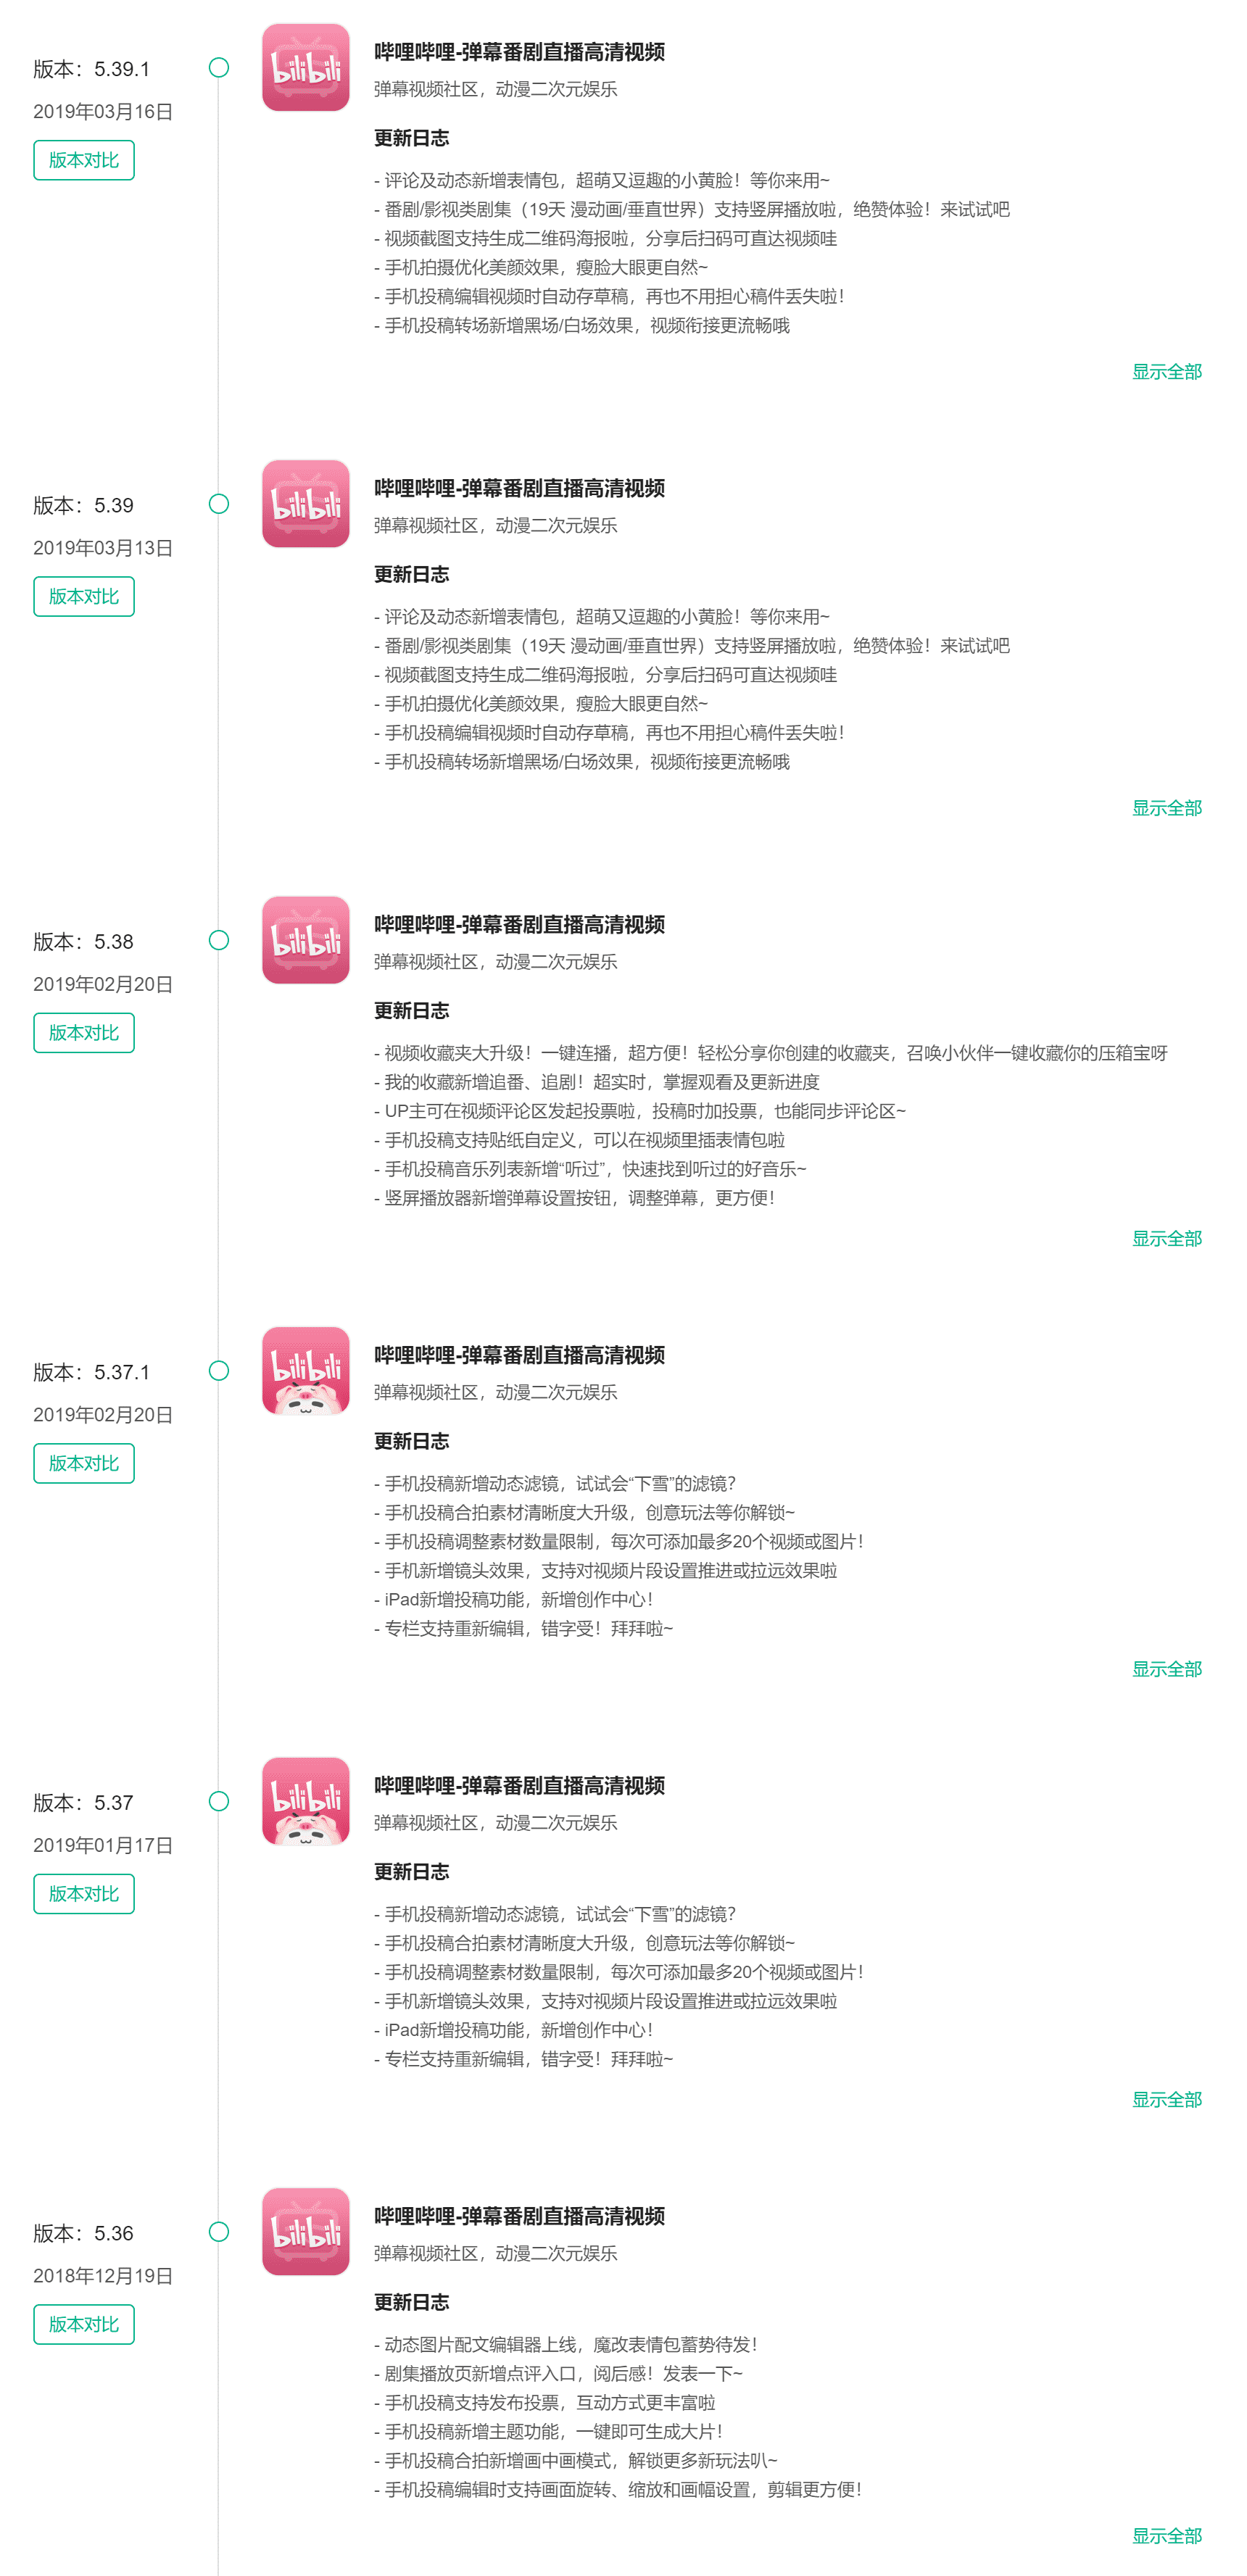 版本：5.39.1
2019年03月16日
版本对比
bilibili
哔哩哔哩-弹幕番剧直播高清视频
弹幕视频社区，动漫二次元娱乐
更新日志
- 评论及动态新增表情包，超萌又逗趣的小黄脸！等你来用~
- 番剧/影视类剧集（19天 漫动画/垂直世界）支持竖屏播放啦，绝赞体验！来试试吧
- 视频截图支持生成二维码海报啦，分享后扫码可直达视频哇
- 手机拍摄优化美颜效果，瘦脸大眼更自然~
- 手机投稿编辑视频时自动存草稿，再也不用担心稿件丢失啦！
- 手机投稿转场新增黑场/白场效果，视频衔接更流畅哦
显示全部
版本：5.39
2019年03月13日
版本对比
bilibili
哔哩哔哩-弹幕番剧直播高清视频
弹幕视频社区，动漫二次元娱乐
更新日志
- 评论及动态新增表情包，超萌又逗趣的小黄脸！等你来用~
- 番剧/影视类剧集（19天 漫动画/垂直世界）支持竖屏播放啦，绝赞体验！来试试吧
- 视频截图支持生成二维码海报啦，分享后扫码可直达视频哇
- 手机拍摄优化美颜效果，瘦脸大眼更自然~
- 手机投稿编辑视频时自动存草稿，再也不用担心稿件丢失啦！
- 手机投稿转场新增黑场/白场效果，视频衔接更流畅哦
显示全部
版本：5.38
2019年02月20日
版本对比
bilibili
哔哩哔哩-弹幕番剧直播高清视频
弹幕视频社区，动漫二次元娱乐
更新日志
- 视频收藏夹大升级！一键连播，超方便！轻松分享你创建的收藏夹，召唤小伙伴一键收藏你的压箱宝呀
- 我的收藏新增追番、追剧！超实时，掌握观看及更新进度
- UP主可在视频评论区发起投票啦，投稿时加投票，也能同步评论区~
- 手机投稿支持贴纸自定义，可以在视频里插表情包啦
- 手机投稿音乐列表新增“听过”，快速找到听过的好音乐~
- 竖屏播放器新增弹幕设置按钮，调整弹幕，更方便！
显示全部
版本：5.37.1
2019年02月20日
版本对比
bilibili
哔哩哔哩-弹幕番剧直播高清视频
弹幕视频社区，动漫二次元娱乐
更新日志
- 手机投稿新增动态滤镜，试试会“下雪”的滤镜？
- 手机投稿合拍素材清晰度大升级，创意玩法等你解锁~
- 手机投稿调整素材数量限制，每次可添加最多20个视频或图片！
- 手机新增镜头效果，支持对视频片段设置推进或拉远效果啦
- iPad新增投稿功能，新增创作中心！
- 专栏支持重新编辑，错字受！拜拜啦~
显示全部
版本：5.37
2019年01月17日
版本对比
bilibili
哔哩哔哩-弹幕番剧直播高清视频
弹幕视频社区，动漫二次元娱乐
更新日志
- 手机投稿新增动态滤镜，试试会“下雪”的滤镜？
- 手机投稿合拍素材清晰度大升级，创意玩法等你解锁~
- 手机投稿调整素材数量限制，每次可添加最多20个视频或图片！
- 手机新增镜头效果，支持对视频片段设置推进或拉远效果啦
- iPad新增投稿功能，新增创作中心！
- 专栏支持重新编辑，错字受！拜拜啦~
显示全部
版本：5.36
2018年12月19日
版本对比
bilibili
哔哩哔哩-弹幕番剧直播高清视频
弹幕视频社区，动漫二次元娱乐
更新日志
- 动态图片配文编辑器上线，魔改表情包蓄势待发！
- 剧集播放页新增点评入口，阅后感！发表一下~
- 手机投稿支持发布投票，互动方式更丰富啦
- 手机投稿新增主题功能，一键即可生成大片！
- 手机投稿合拍新增画中画模式，解锁更多新玩法叭~
- 手机投稿编辑时支持画面旋转、缩放和画幅设置，剪辑更方便！
显示全部